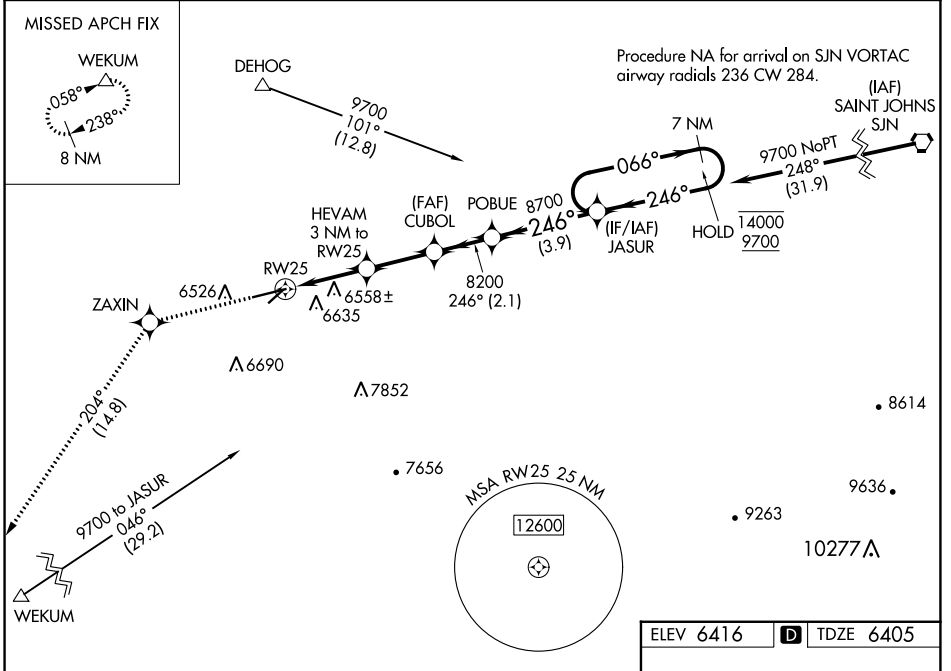 MISSED APCH FIX
WEKUM
058°
238°
8 NM
DEHOG
9700
101°
(12.8)
Procedure NA for arrival on SJN VORTAC
airway radials 236 CW 284.
(IAF)
SAINT JOHNS
SJN
7 NM
9700 NoPT
248°
(31.9)
066°
246°
HOLD
14000
9700
(IF/IAF)
JASUR
8700
246°
(3.9)
POBUE
8200
246° (2.1)
(FAF)
CUBOL
HEVAM
3 NM to
RW25
RW25
6526
6558±
6635
ZAXIN
6690
7852
8614
204°
(14.8)
7656
9636
9263
10277
9700 to JASUR
046°
(29.2)
WEKUM
MSA RW25 25 NM
12600
ELEV 6416 D TDZE 6405